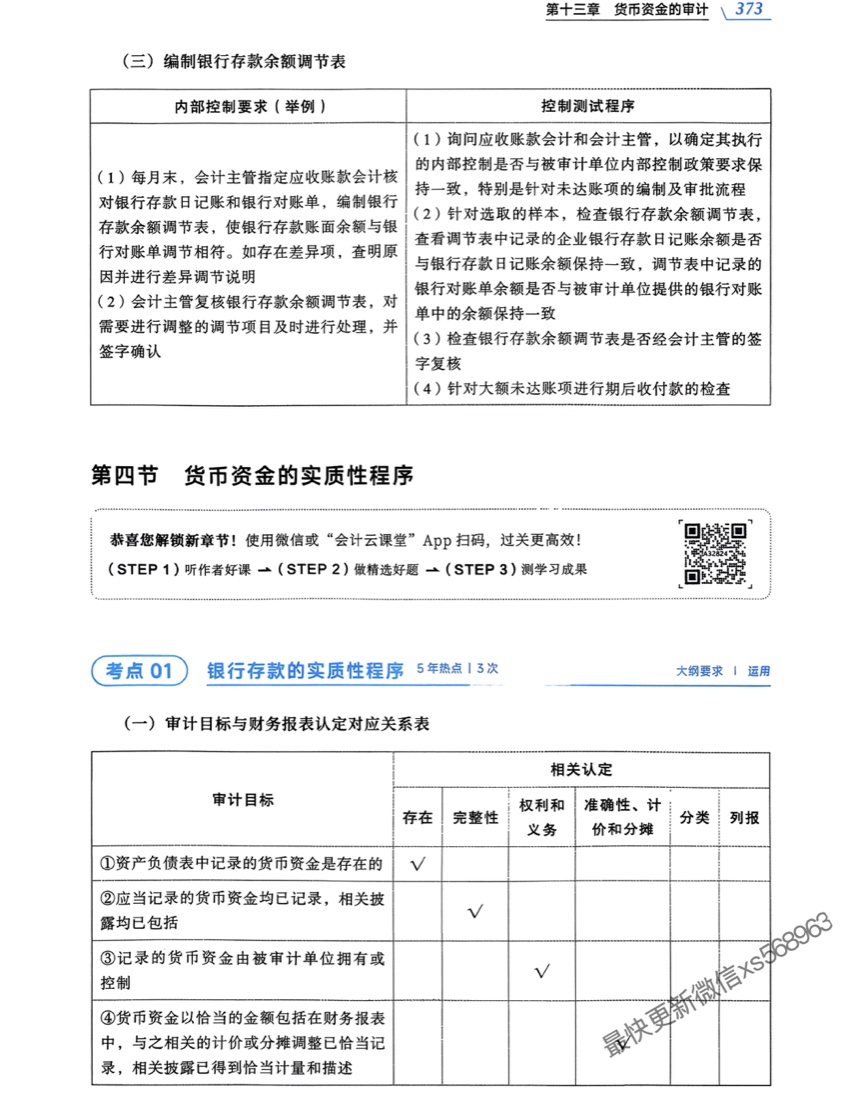 第十三章 货币资金的审计 373
（三）编制银行存款余额调节表
内部控制要求（举例）
控制测试程序
（1）每月末，会计主管指定应收账款会计核
对银行存款日记账和银行对账单，编制银行
存款余额调节表，使银行存款账面余额与银
行对账单调节相符。如存在差异项，查明原
因并进行差异调节说明
（2）会计主管复核银行存款余额调节表，对
需要进行调整的调节项目及时进行处理，并
签字确认
（1）询问应收账款会计和会计主管，以确定其执行
的内部控制是否与被审计单位内部控制政策要求保
持一致，特别是针对未达账项的编制及审批流程
（2）针对选取的样本，检查银行存款余额调节表，
查看调节表中记录的企业银行存款日记账余额是否
与银行存款日记账余额保持一致，调节表中记录的
银行对账单余额是否与被审计单位提供的银行对账
单中的余额保持一致
（3）检查银行存款余额调节表是否经会计主管的签
字复核
（4）针对大额未达账项进行期后收付款的检查
第四节 货币资金的实质性程序
恭喜您解锁新章节！使用微信或“会计云课堂”App 扫码，过关更高效！
（STEP 1）听作者好课 ⇀（STEP 2）做精选好题 ⇀（STEP 3）测学习成果
A32824
考点 01 银行存款的实质性程序 5 年热点 | 3 次 大纲要求 | 运用
（一）审计目标与财务报表认定对应关系表
审计目标
相关认定
存在
完整性
权利和
义务
准确性、计
价和分摊
分类
列报
①资产负债表中记录的货币资金是存在的 √
②应当记录的货币资金均已记录，相关披
露均已包括 √
③记录的货币资金由被审计单位拥有或
控制 √
④货币资金以恰当的金额包括在财务报表
中，与之相关的计价或分摊调整已恰当记
录，相关披露已得到恰当计量和描述 √
最快更新微信xs568963